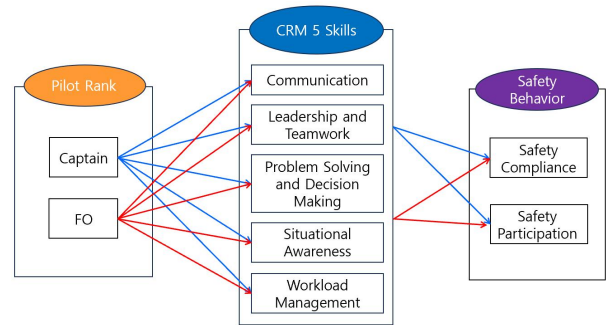 CRM 5 Skills
Pilot Rank
Captain
FO
Communication
Leadership and
Teamwork
Problem Solving
and Decision
Making
Situational
Awareness
Workload
Management
Safety
Behavior
Safety
Compliance
Safety
Participation